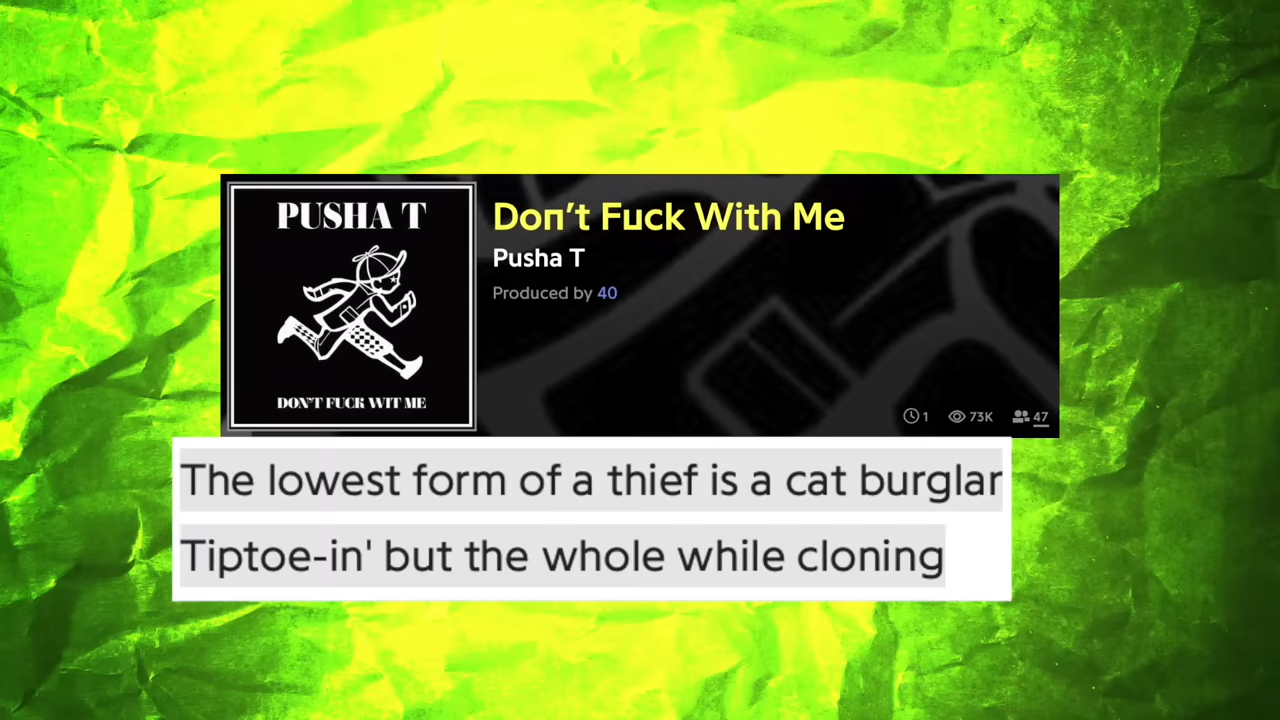 PUSHA T
DON'T FUCK WIT ME
Don't Fuck With Me
Pusha T
Produced by 40
1 73K 47
The lowest form of a thief is a cat burglar
Tiptoe-in' but the whole while cloning